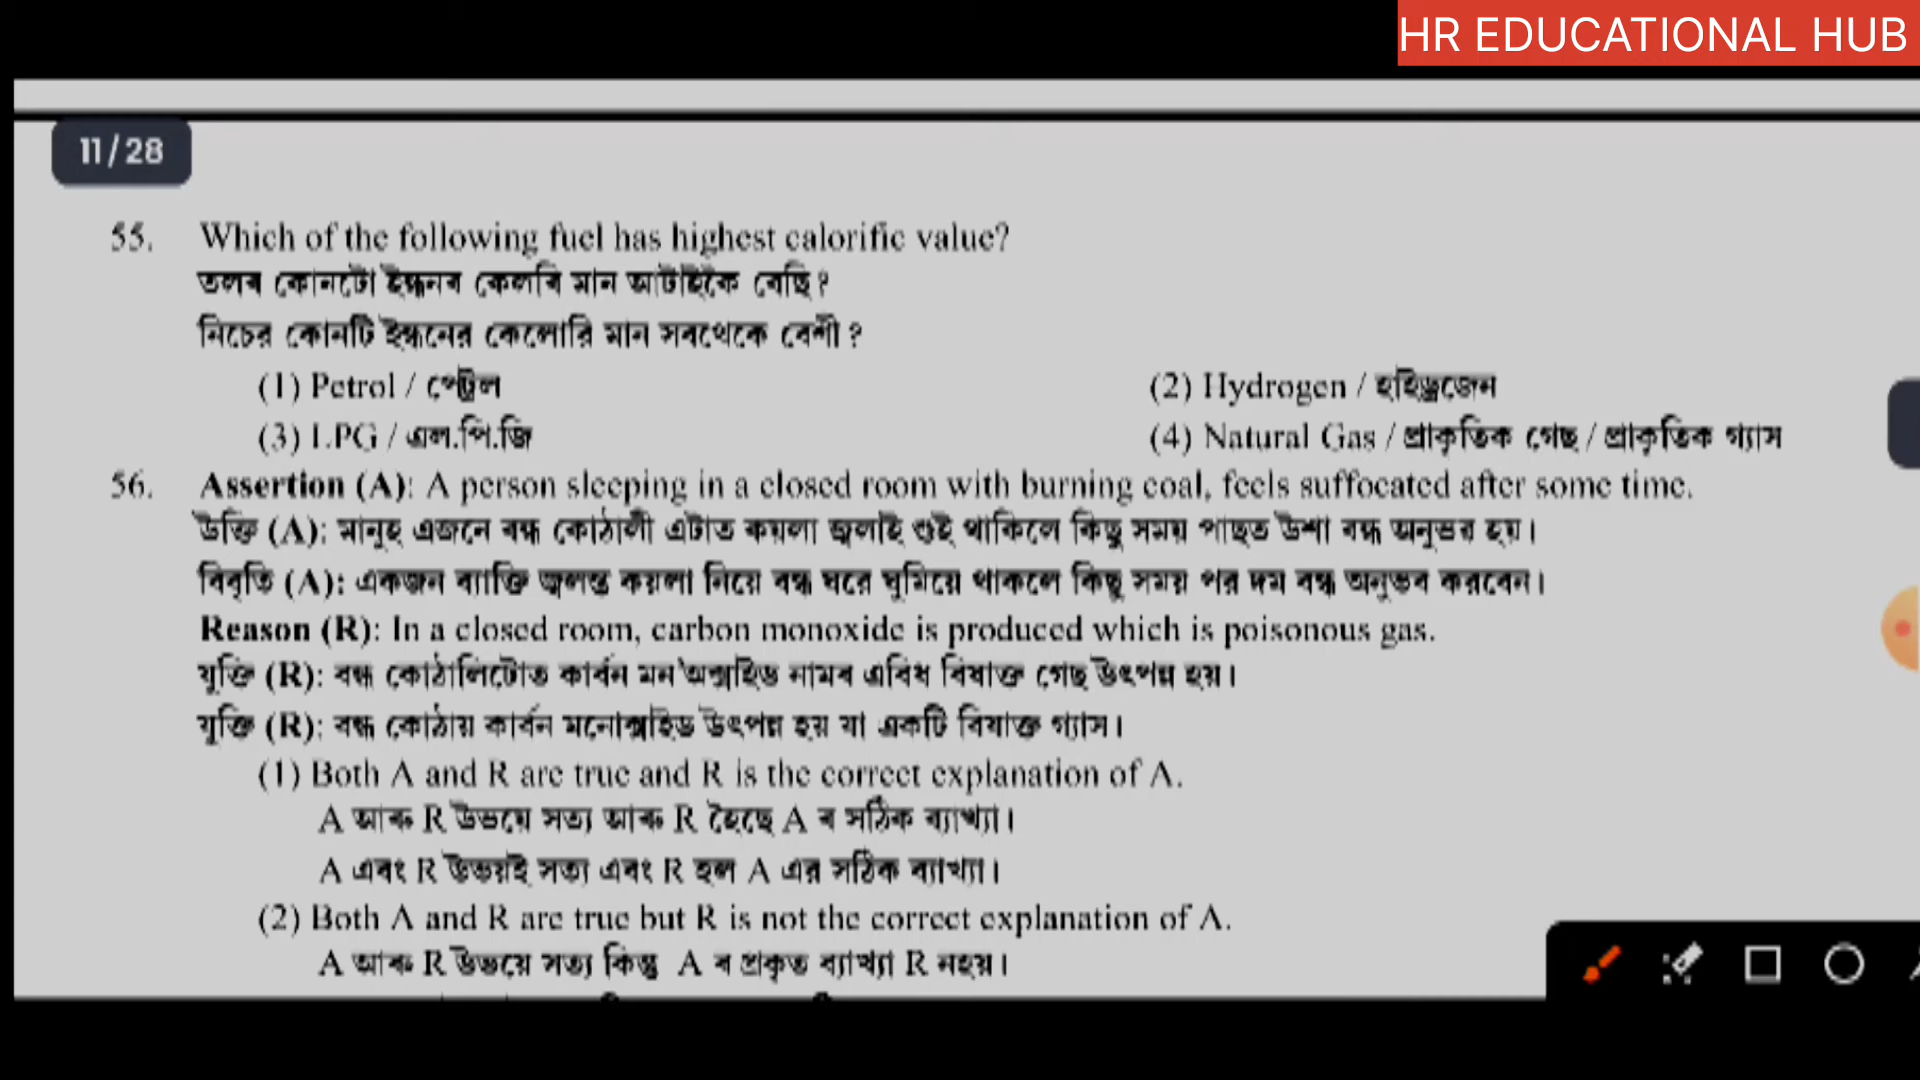 HR EDUCATIONAL HUB
11 / 28
55. Which of the following fuel has highest calorific value?
তলৰ কোনটো ইন্ধনৰ কেলৰি মান আটাইকৈ বেছি ?
নিচের কোনটি ইন্ধনের কেলোরি মান সবথেকে বেশী ?
(1) Petrol / পেট্রল (2) Hydrogen / হাইড্রজেন
(3) LPG / এল.পি.জি (4) Natural Gas / প্রাকৃতিক গেছ / প্রাকৃতিক গ্যাস
56. Assertion (A): A person sleeping in a closed room with burning coal, feels suffocated after some time.
উক্তি (A): মানুহ এজনে বন্ধ কোঠালী এটাত কয়লা জ্বলাই শুই থাকিলে কিছু সময় পাছত উশা বন্ধ অনুভৱ হয়।
বিবৃতি (A): একজন ব্যক্তি জ্বলন্ত কয়লা নিয়ে বন্ধ ঘরে ঘুমিয়ে থাকলে কিছু সময় পর দম বন্ধ অনুভব করবেন।
Reason (R): In a closed room, carbon monoxide is produced which is poisonous gas.
যুক্তি (R): বন্ধ কোঠালিটোত কাৰ্বন মন'অক্সাইড নামৰ এবিধ বিষাক্ত গেছ উৎপন্ন হয়।
যুক্তি (R): বন্ধ কোঠায় কার্বন মনোক্সাইড উৎপন্ন হয় যা একটি বিষাক্ত গ্যাস।
(1) Both A and R are true and R is the correct explanation of A.
A আৰু R উভয়ে সত্য আৰু R হৈছে A ৰ সঠিক ব্যাখ্যা।
A এবং R উভয়ই সত্য এবং R হল A এর সঠিক ব্যাখ্যা।
(2) Both A and R are true but R is not the correct explanation of A.
A আৰু R উভয়ে সত্য কিন্তু A ৰ প্ৰকৃত ব্যাখ্যা R নহয়।